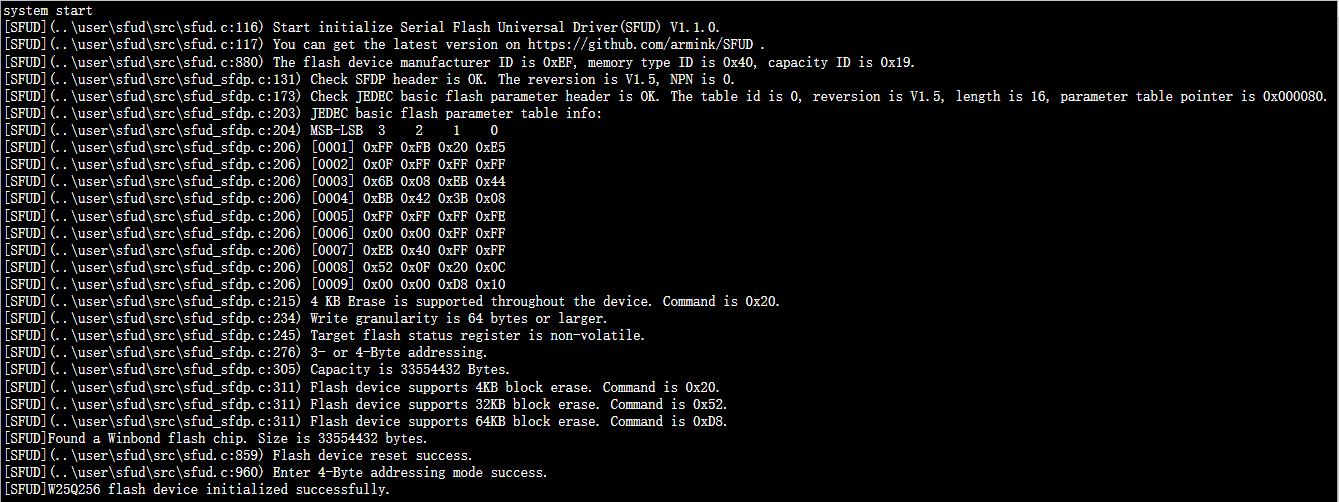 system start
[SFUD](..\user\sfud\src\sfud.c:116) Start initialize Serial Flash Universal Driver(SFUD) V1.1.0.
[SFUD](..\user\sfud\src\sfud.c:117) You can get the latest version on https://github.com/armink/SFUD .
[SFUD](..\user\sfud\src\sfud.c:880) The flash device manufacturer ID is 0xEF, memory type ID is 0x40, capacity ID is 0x19.
[SFUD](..\user\sfud\src\sfud_sfdp.c:131) Check SFDP header is OK. The reversion is V1.5, NPN is 0.
[SFUD](..\user\sfud\src\sfud_sfdp.c:173) Check JEDEC basic flash parameter header is OK. The table id is 0, reversion is V1.5, length is 16, parameter table pointer is 0x000080.
[SFUD](..\user\sfud\src\sfud_sfdp.c:203) JEDEC basic flash parameter table info:
[SFUD](..\user\sfud\src\sfud_sfdp.c:204) MSB-LSB  3    2    1    0
[SFUD](..\user\sfud\src\sfud_sfdp.c:206) [0001] 0xFF 0xFB 0x20 0xE5
[SFUD](..\user\sfud\src\sfud_sfdp.c:206) [0002] 0x0F 0xFF 0xFF 0xFF
[SFUD](..\user\sfud\src\sfud_sfdp.c:206) [0003] 0x6B 0x08 0xEB 0x44
[SFUD](..\user\sfud\src\sfud_sfdp.c:206) [0004] 0xBB 0x42 0x3B 0x08
[SFUD](..\user\sfud\src\sfud_sfdp.c:206) [0005] 0xFF 0xFF 0xFF 0xFE
[SFUD](..\user\sfud\src\sfud_sfdp.c:206) [0006] 0x00 0x00 0xFF 0xFF
[SFUD](..\user\sfud\src\sfud_sfdp.c:206) [0007] 0xEB 0x40 0xFF 0xFF
[SFUD](..\user\sfud\src\sfud_sfdp.c:206) [0008] 0x52 0x0F 0x20 0x0C
[SFUD](..\user\sfud\src\sfud_sfdp.c:206) [0009] 0x00 0x00 0xD8 0x10
[SFUD](..\user\sfud\src\sfud_sfdp.c:215) 4 KB Erase is supported throughout the device. Command is 0x20.
[SFUD](..\user\sfud\src\sfud_sfdp.c:234) Write granularity is 64 bytes or larger.
[SFUD](..\user\sfud\src\sfud_sfdp.c:245) Target flash status register is non-volatile.
[SFUD](..\user\sfud\src\sfud_sfdp.c:276) 3- or 4-Byte addressing.
[SFUD](..\user\sfud\src\sfud_sfdp.c:305) Capacity is 33554432 Bytes.
[SFUD](..\user\sfud\src\sfud_sfdp.c:311) Flash device supports 4KB block erase. Command is 0x20.
[SFUD](..\user\sfud\src\sfud_sfdp.c:311) Flash device supports 32KB block erase. Command is 0x52.
[SFUD](..\user\sfud\src\sfud_sfdp.c:311) Flash device supports 64KB block erase. Command is 0xD8.
[SFUD]Found a Winbond flash chip. Size is 33554432 bytes.
[SFUD](..\user\sfud\src\sfud.c:859) Flash device reset success.
[SFUD](..\user\sfud\src\sfud.c:960) Enter 4-Byte addressing mode success.
[SFUD]W25Q256 flash device initialized successfully.